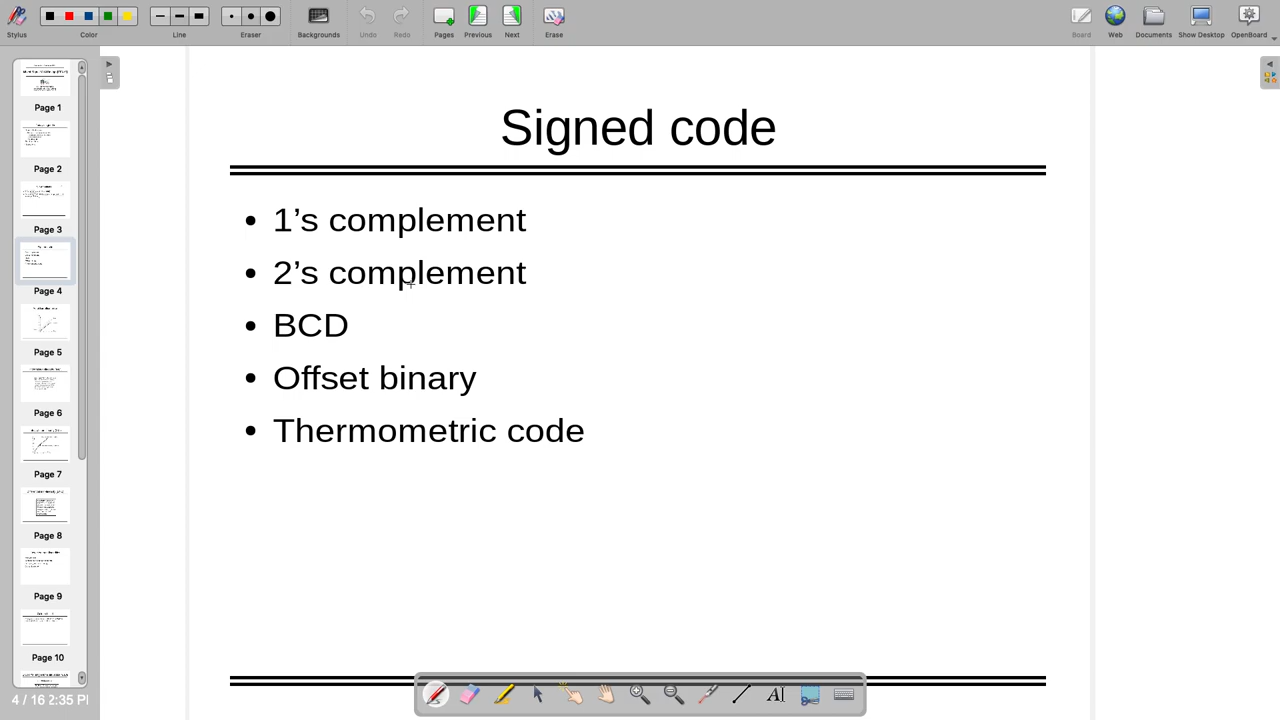 Stylus
Color
Line
Eraser
Backgrounds
Undo
Redo
Pages
Previous
Next
Erase
Board
Web
Documents
Show Desktop
OpenBoard
Page 1
Page 2
Page 3
Page 4
Page 5
Page 6
Page 7
Page 8
Page 9
Page 10
4 / 16 2:35 P
Signed code
• 1’s complement
• 2’s complement
• BCD
• Offset binary
• Thermometric code